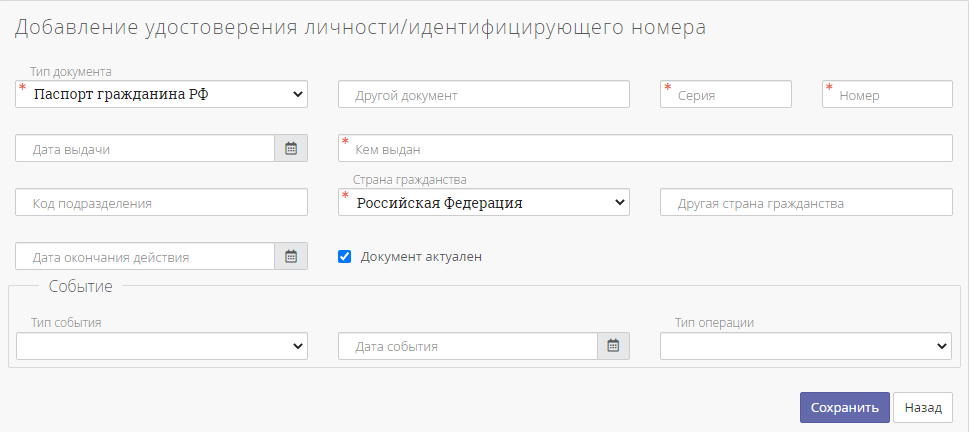 Добавление удостоверения личности/идентифицирующего номера
Тип документа
* Паспорт гражданина РФ
Другой документ
* Серия
* Номер
Дата выдачи
* Кем выдан
Код подразделения
Страна гражданства
* Российская Федерация
Другая страна гражданства
Дата окончания действия
Документ актуален
Событие
Тип события
Дата события
Тип операции
Сохранить
Назад